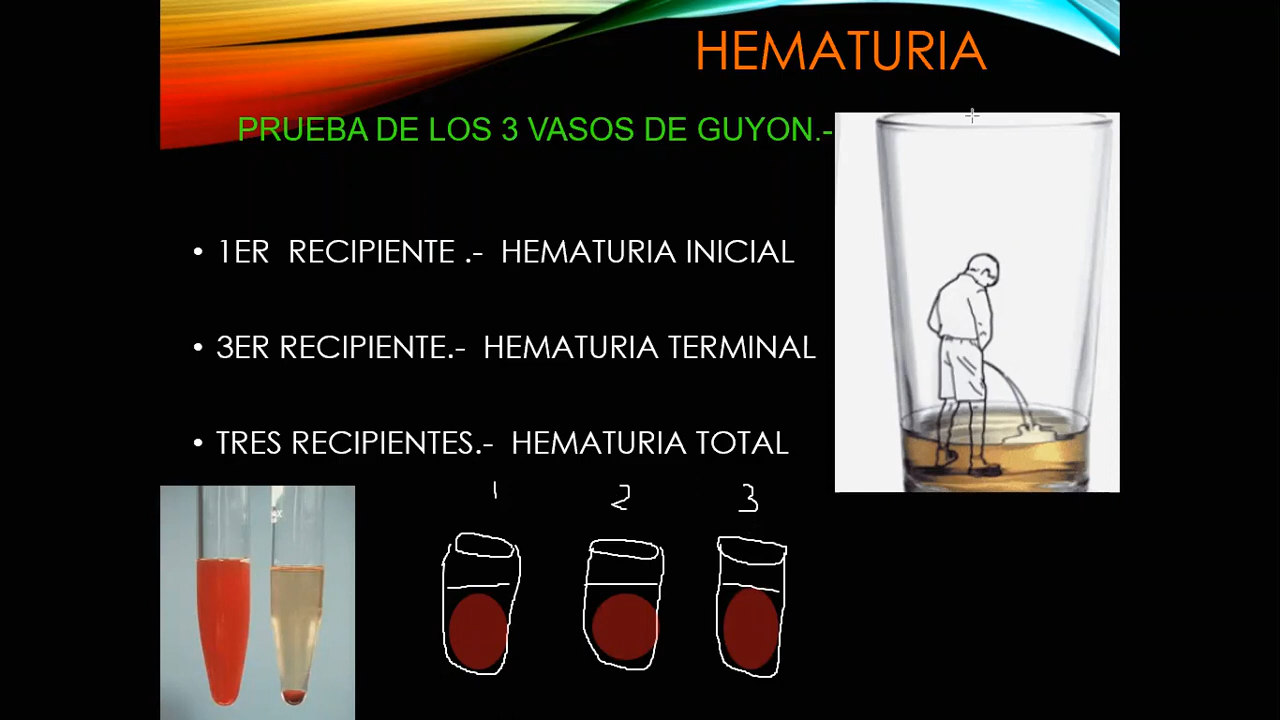 HEMATURIA
PRUEBA DE LOS 3 VASOS DE GUYON.-
• 1ER RECIPIENTE .- HEMATURIA INICIAL
• 3ER RECIPIENTE.- HEMATURIA TERMINAL
• TRES RECIPIENTES.- HEMATURIA TOTAL
1 2 3